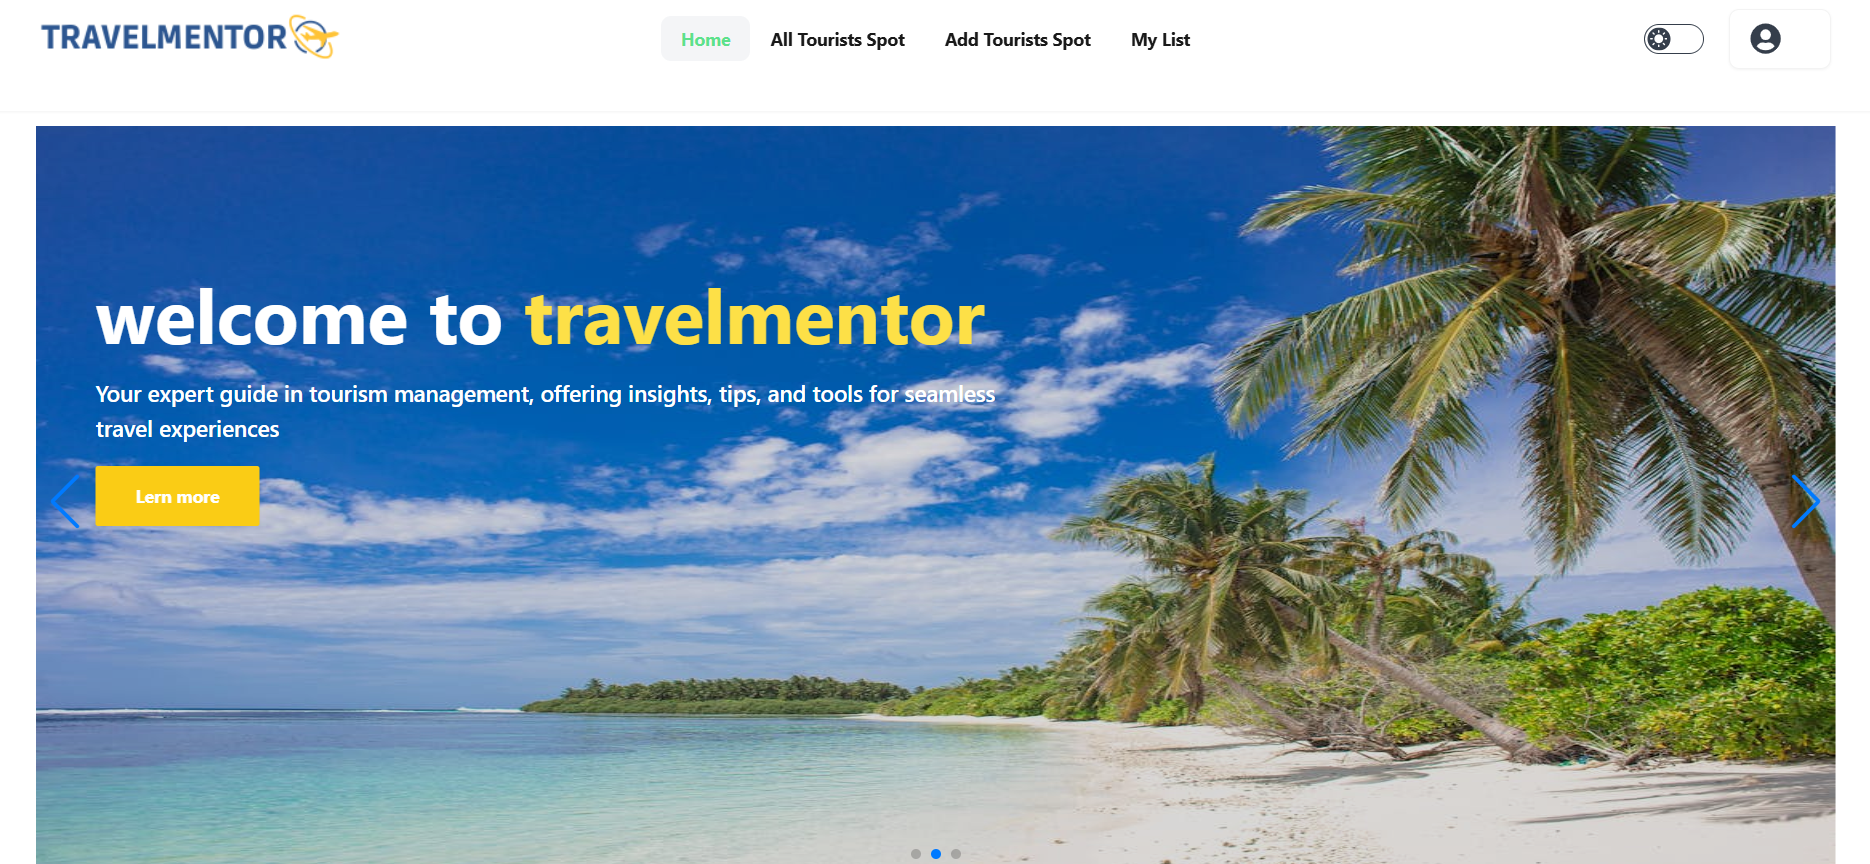 TRAVELMENTOR
Home
All Tourists Spot
Add Tourists Spot
My List
welcome to travelmentor
Your expert guide in tourism management, offering insights, tips, and tools for seamless
travel experiences
Lern more